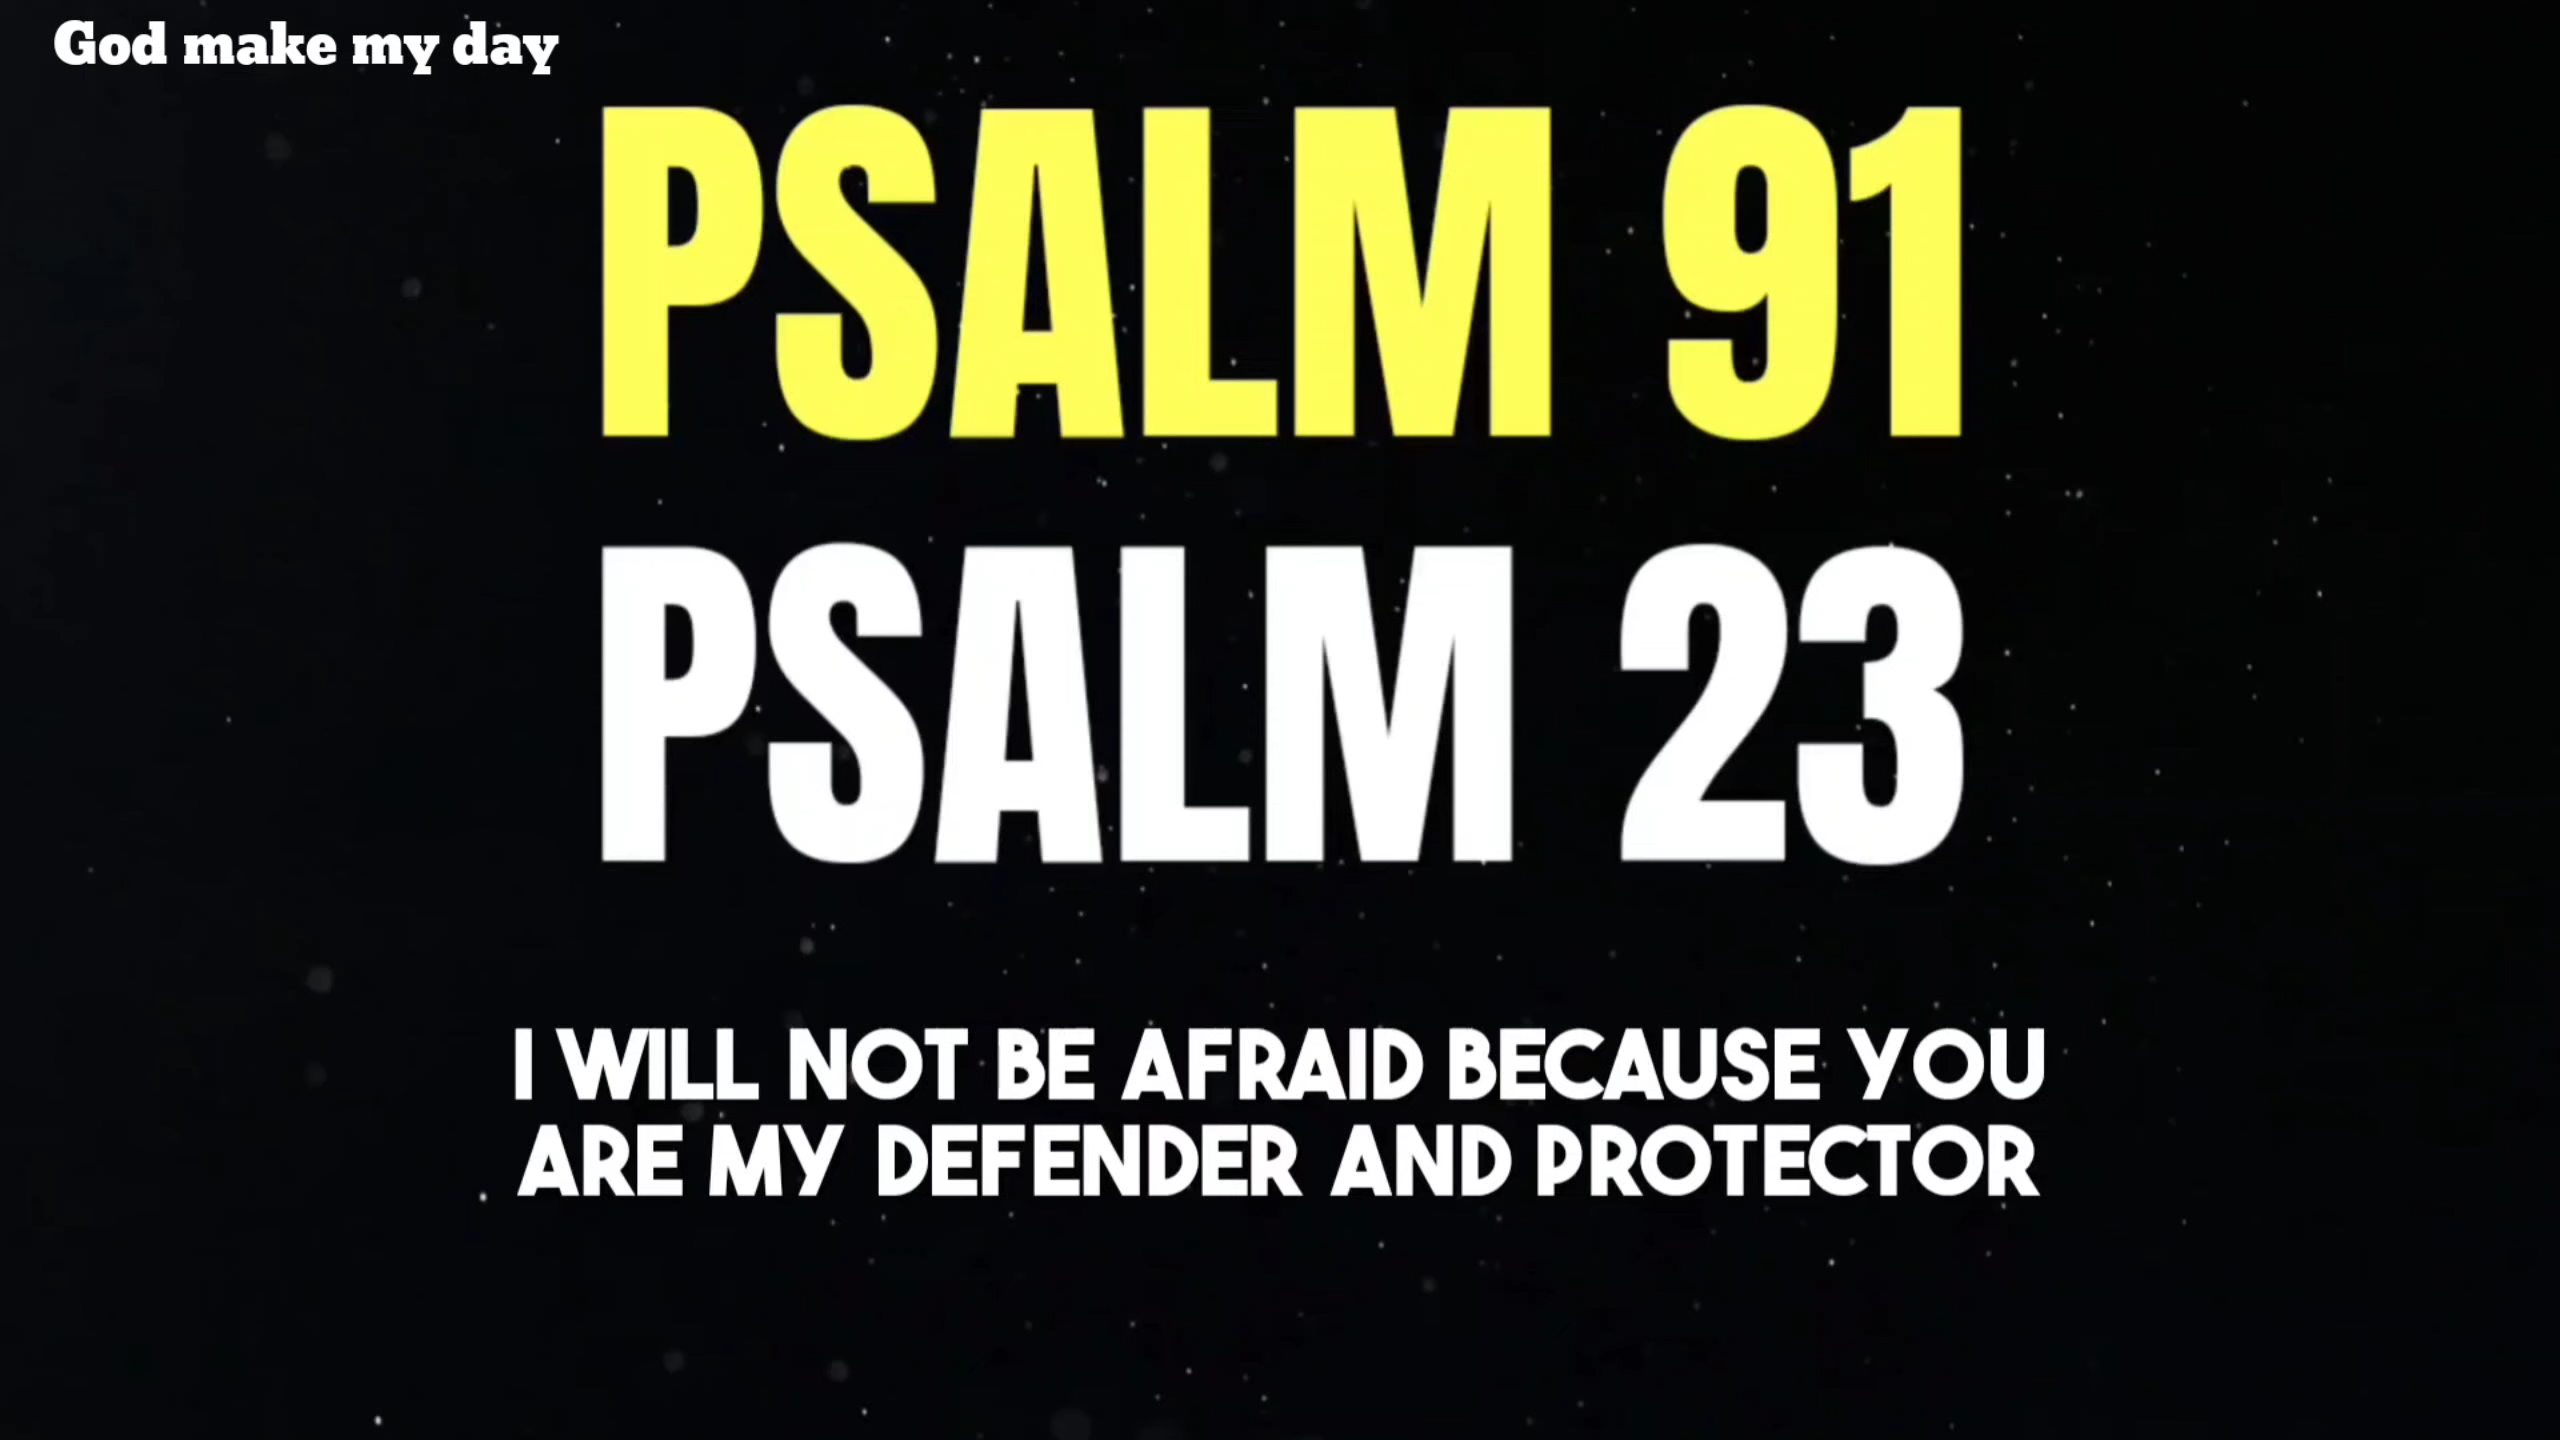 God make my day
PSALM 91
PSALM 23
I WILL NOT BE AFRAID BECAUSE YOU
ARE MY DEFENDER AND PROTECTOR